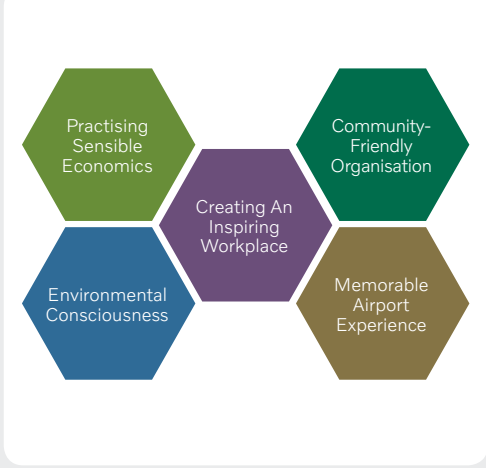 Practising
Sensible
Economics
Community-
Friendly
Organisation
Creating An
Inspiring
Workplace
Environmental
Consciousness
Memorable
Airport
Experience